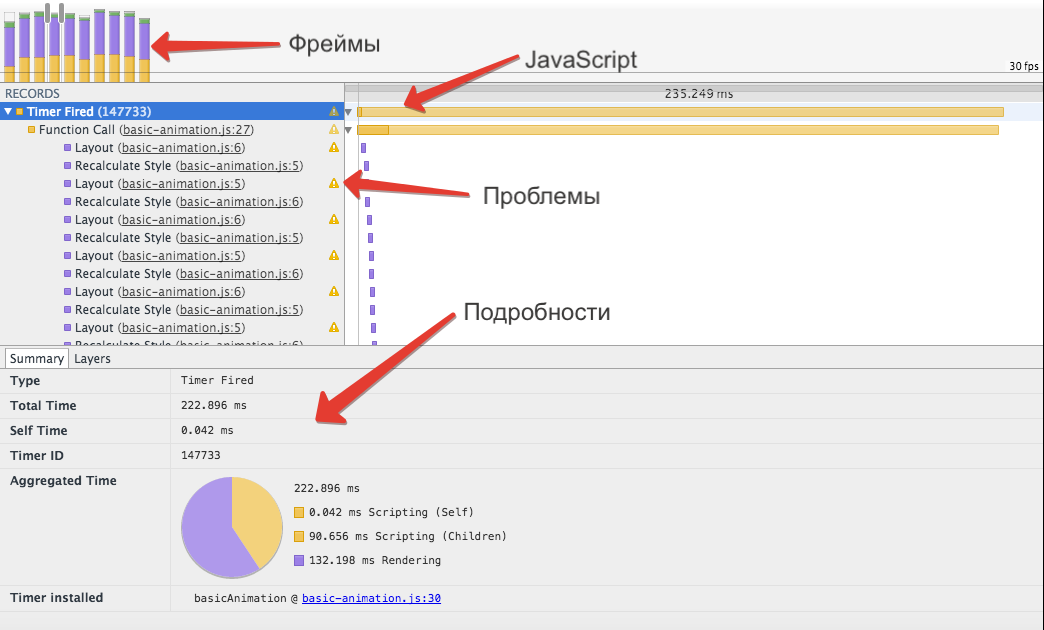 Фреймы
JavaScript
30 fps
RECORDS
235.249 ms
Timer Fired (147733)
Function Call (basic-animation.js:27)
Layout (basic-animation.js:6)
Recalculate Style (basic-animation.js:5)
Layout (basic-animation.js:5)
Проблемы
Recalculate Style (basic-animation.js:6)
Layout (basic-animation.js:6)
Recalculate Style (basic-animation.js:5)
Layout (basic-animation.js:5)
Recalculate Style (basic-animation.js:6)
Layout (basic-animation.js:6)
Recalculate Style (basic-animation.js:5)
Подробности
Layout (basic-animation.js:5)
Recalculate Style (basic-animation.js:6)
Summary Layers
Type Timer Fired
Total Time 222.896 ms
Self Time 0.042 ms
Timer ID 147733
Aggregated Time
222.896 ms
0.042 ms Scripting (Self)
90.656 ms Scripting (Children)
132.198 ms Rendering
Timer installed basicAnimation @ basic-animation.js:30